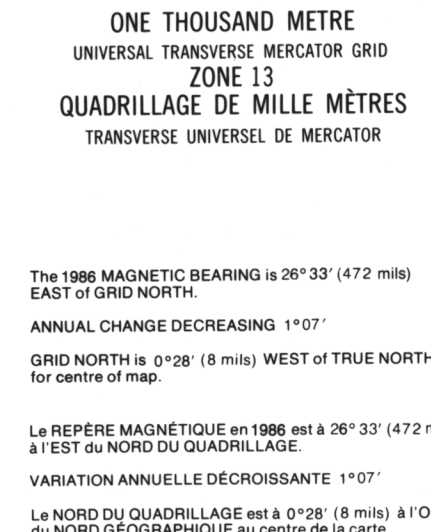 ONE THOUSAND METRE
UNIVERSAL TRANSVERSE MERCATOR GRID
ZONE 13
QUADRILLAGE DE MILLE MÈTRES
TRANSVERSE UNIVERSEL DE MERCATOR
The 1986 MAGNETIC BEARING is 26°33′ (472 mils)
EAST of GRID NORTH.
ANNUAL CHANGE DECREASING 1°07′
GRID NORTH is 0°28′ (8 mils) WEST of TRUE NORTH
for centre of map.
Le REPÈRE MAGNÉTIQUE en 1986 est à 26°33′ (472 m
à l'EST du NORD DU QUADRILLAGE.
VARIATION ANNUELLE DÉCROISSANTE 1°07′
Le NORD DU QUADRILLAGE est à 0°28′ (8 mils) à l'O
du NORD GÉOGRAPHIQUE au centre de la carte